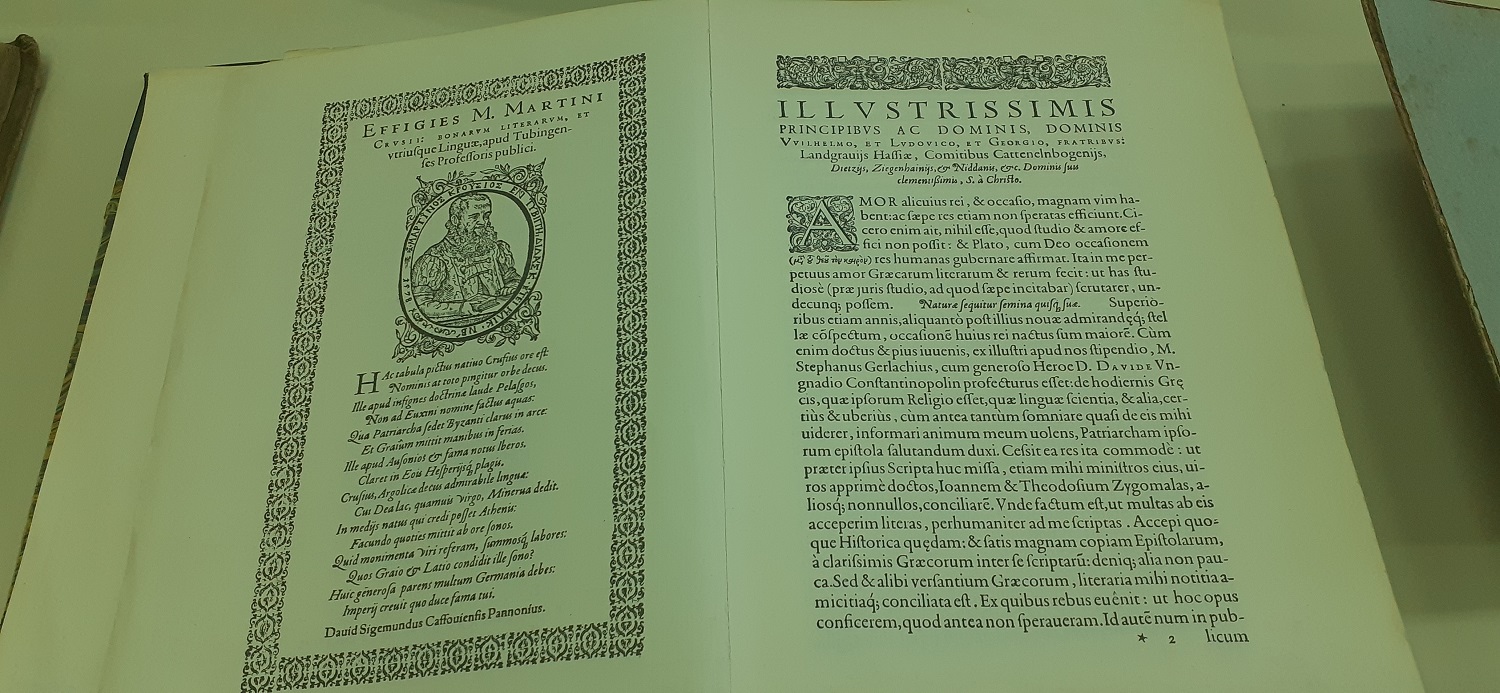 EFFIGIES M. MARTINI
CRVSII: BONARVM LITERARVM, ET
vtriusque Linguæ, apud Tubingen-
ses Professoris publici.
Hac tabula pictus natiuo Crusius ore est:
Nominis at toto pingitur orbe decus.
Ille apud insignes doctrinæ laude Pelasgos,
Non ad Euxini nomine factus aquas:
Qua Patriarcha sedet Byzanti clarus in arce:
Et Graiûm mittit manibus inferias.
Ille apud Ausonios & fama notus Iberos,
Claret in Eois Hesperijsq́; plagis.
Crusius, Argolicæ decus admirabile linguæ:
Cui Dea lac, quamuis virgo, Minerua dedit.
In medijs natus qui credi posset Athenis:
Facundo quoties mittit ab ore sonos.
Quid monimenta viri referam, summosq́; labores:
Quos Graio & Latio condidit ille sono?
Huic generosa parens multum Germania debes:
Imperij creuit quo duce fama tui.
Dauid Sigemundus Cassouiensis Pannonius.
ILLVSTRISSIMIS
PRINCIPIBVS AC DOMINIS, DOMINIS
VVILHELMO, ET LVDOVICO, ET GEORGIO, FRATRIBVS:
Landgrauijs Hassiæ, Comitibus Cattenelnbogensijs,
Dietzijs, Ziegenhainijs, & Niddanis, &c. Dominis suis
clementissimis, S. à Christo.
AMOR alicuius rei, & occasio, magnam vim ha-
bent: ac sæpe res etiam non speratas efficiunt. Ci-
cero enim ait, nihil esse, quod studio & amore ef-
fici non possit: & Plato, cum Deo occasionem
res humanas gubernare affirmat. Ita in me per-
petuus amor Græcarum literarum & rerum fecit: ut has stu-
diosè (præ juris studio, ad quod sæpe incitabar) scrutarer, un-
decunq; possem. Naturæ sequitur semina quisq; suæ. Superio-
ribus etiam annis, aliquantò post illius nouæ admirandęq́; stel
læ cōspectum, occasionē huius rei nactus sum maiorē. Cùm
enim doctus & pius iuuenis, ex illustri apud nos stipendio, M.
Stephanus Gerlachius, cum generoso Heroe D. DAVIDE Vn-
gnadio Constantinopolin profecturus esset: de hodiernis Grę
cis, quæ ipsorum Religio esset, quæ linguæ scientia, & alia, cer-
tiùs & uberiùs, cùm antea tantùm somniare quasi de eis mihi
uiderer, informari animum meum uolens, Patriarcham ipso-
rum epistola salutandum duxi. Cessit ea res ita commodè: ut
præter ipsius Scripta huc missa, etiam mihi ministros eius, ui-
ros apprimè doctos, Ioannem & Theodosium Zygomalas, a-
liosq́; nonnullos, conciliarē. Vnde factum est, ut multas ab eis
acceperim literas, perhumaniter ad me scriptas. Accepi quo-
que Historica quędam: & satis magnam copiam Epistolarum,
à clarissimis Græcorum inter se scriptarū: deniq; alia non pau-
ca. Sed & alibi versantium Græcorum, literaria mihi notitia a-
micitiaq́; conciliata est. Ex quibus rebus euênit: ut hoc opus
conficerem, quod antea non speraueram. Id autē num in pub-
* 2 licum